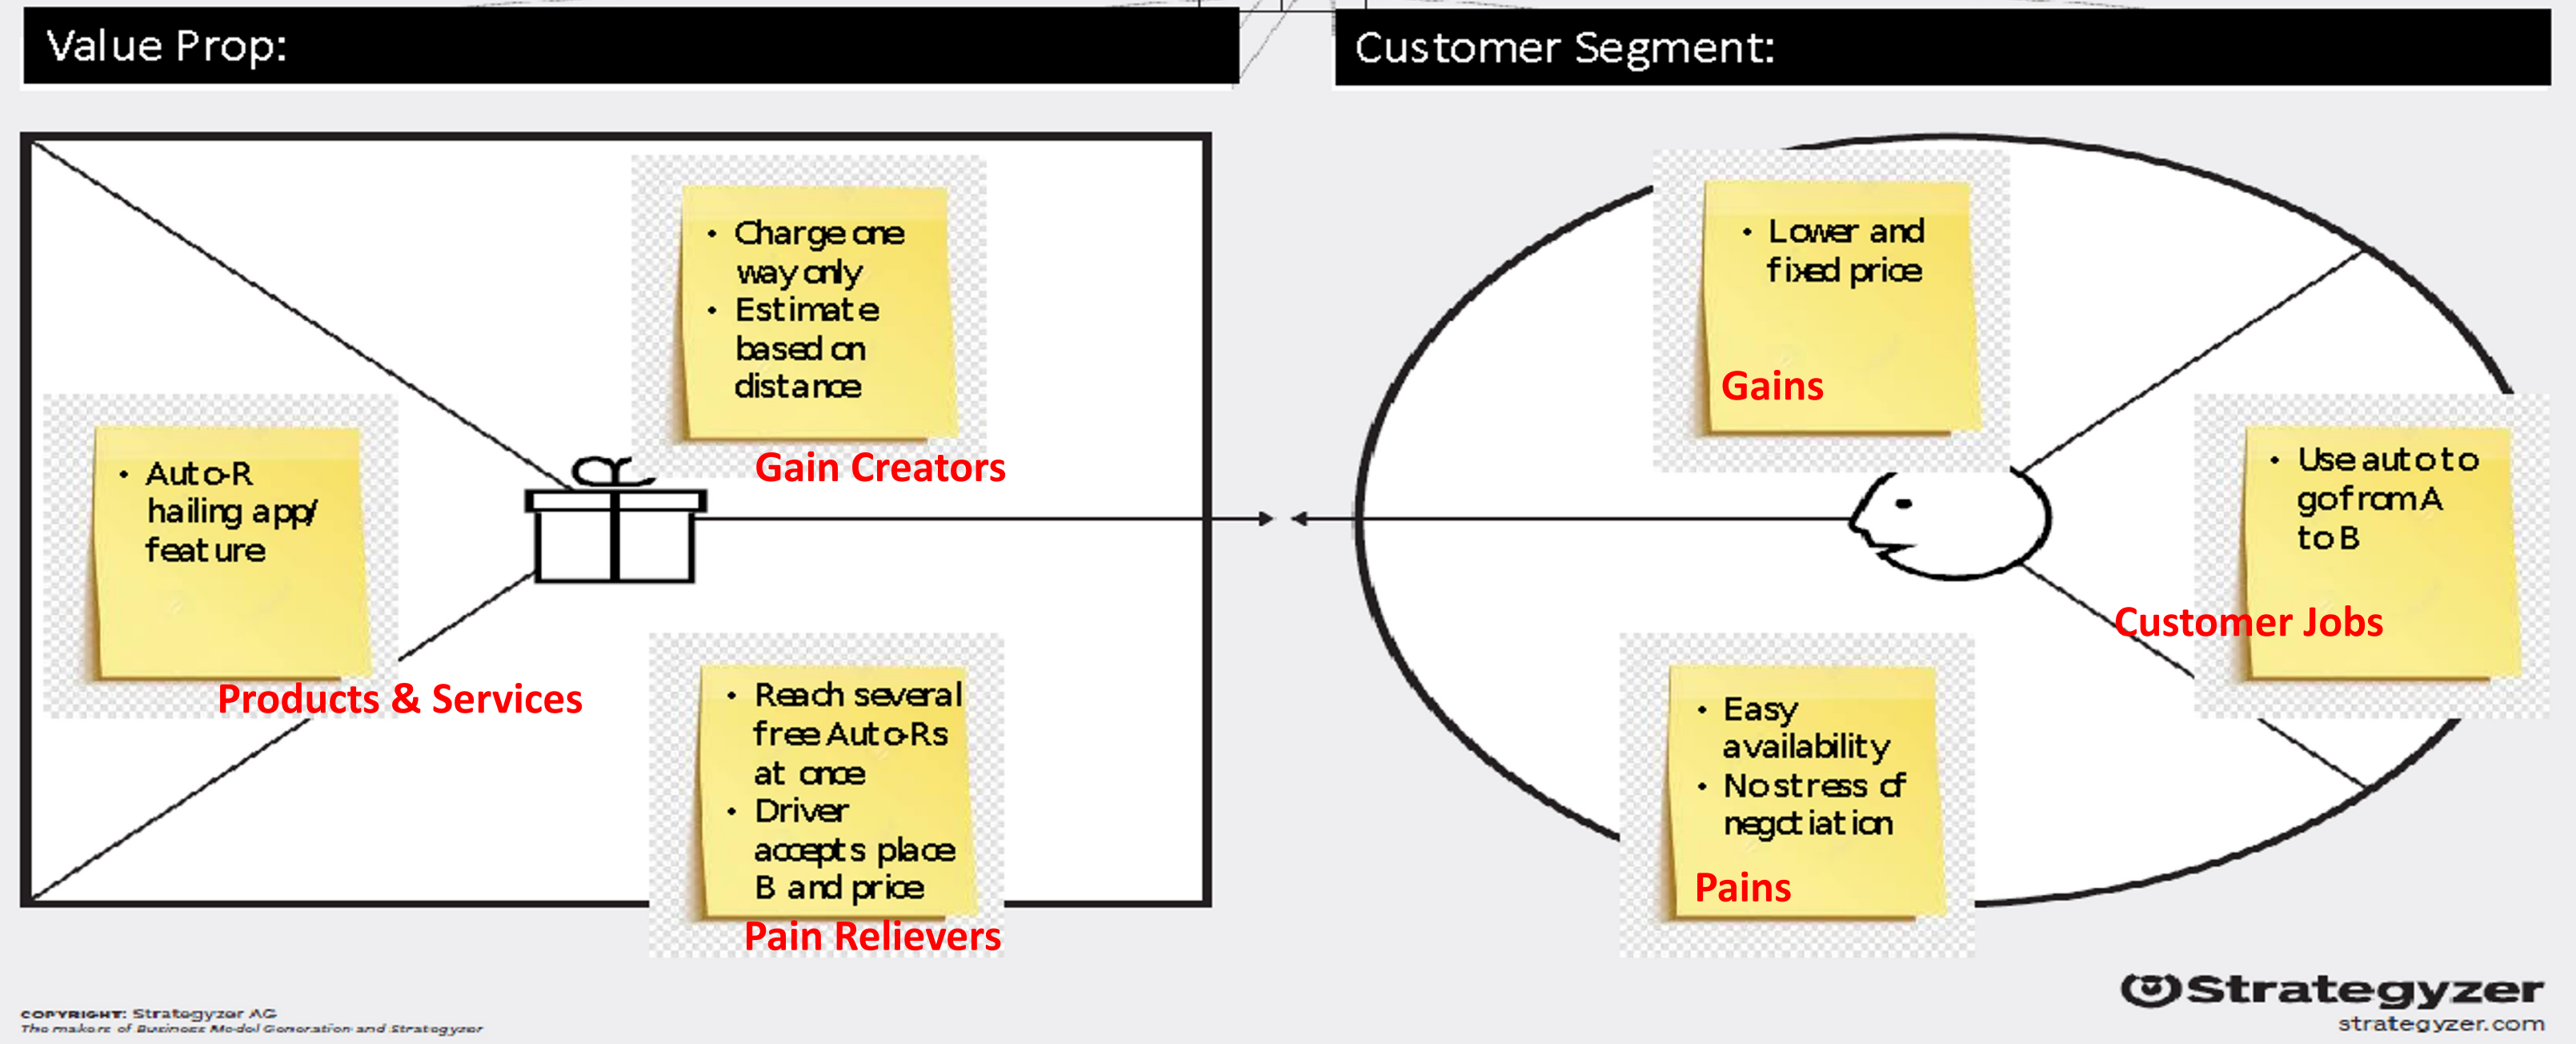 Value Prop:
Customer Segment:
• Charge one
way only
• Estimate
based on
distance
Gain Creators
• Auto-R
hailing app/
feature
Products & Services
• Reach several
free Auto-Rs
at once
• Driver
accepts place
B and price
Pain Relievers
• Lower and
fixed price
Gains
• Use auto to
go from A
to B
Customer Jobs
• Easy
availability
• No stress of
negotiation
Pains
COPYRIGHT: Strategyzer AG
The makers of Business Model Generation and Strategyzer
Strategyzer
strategyzer.com